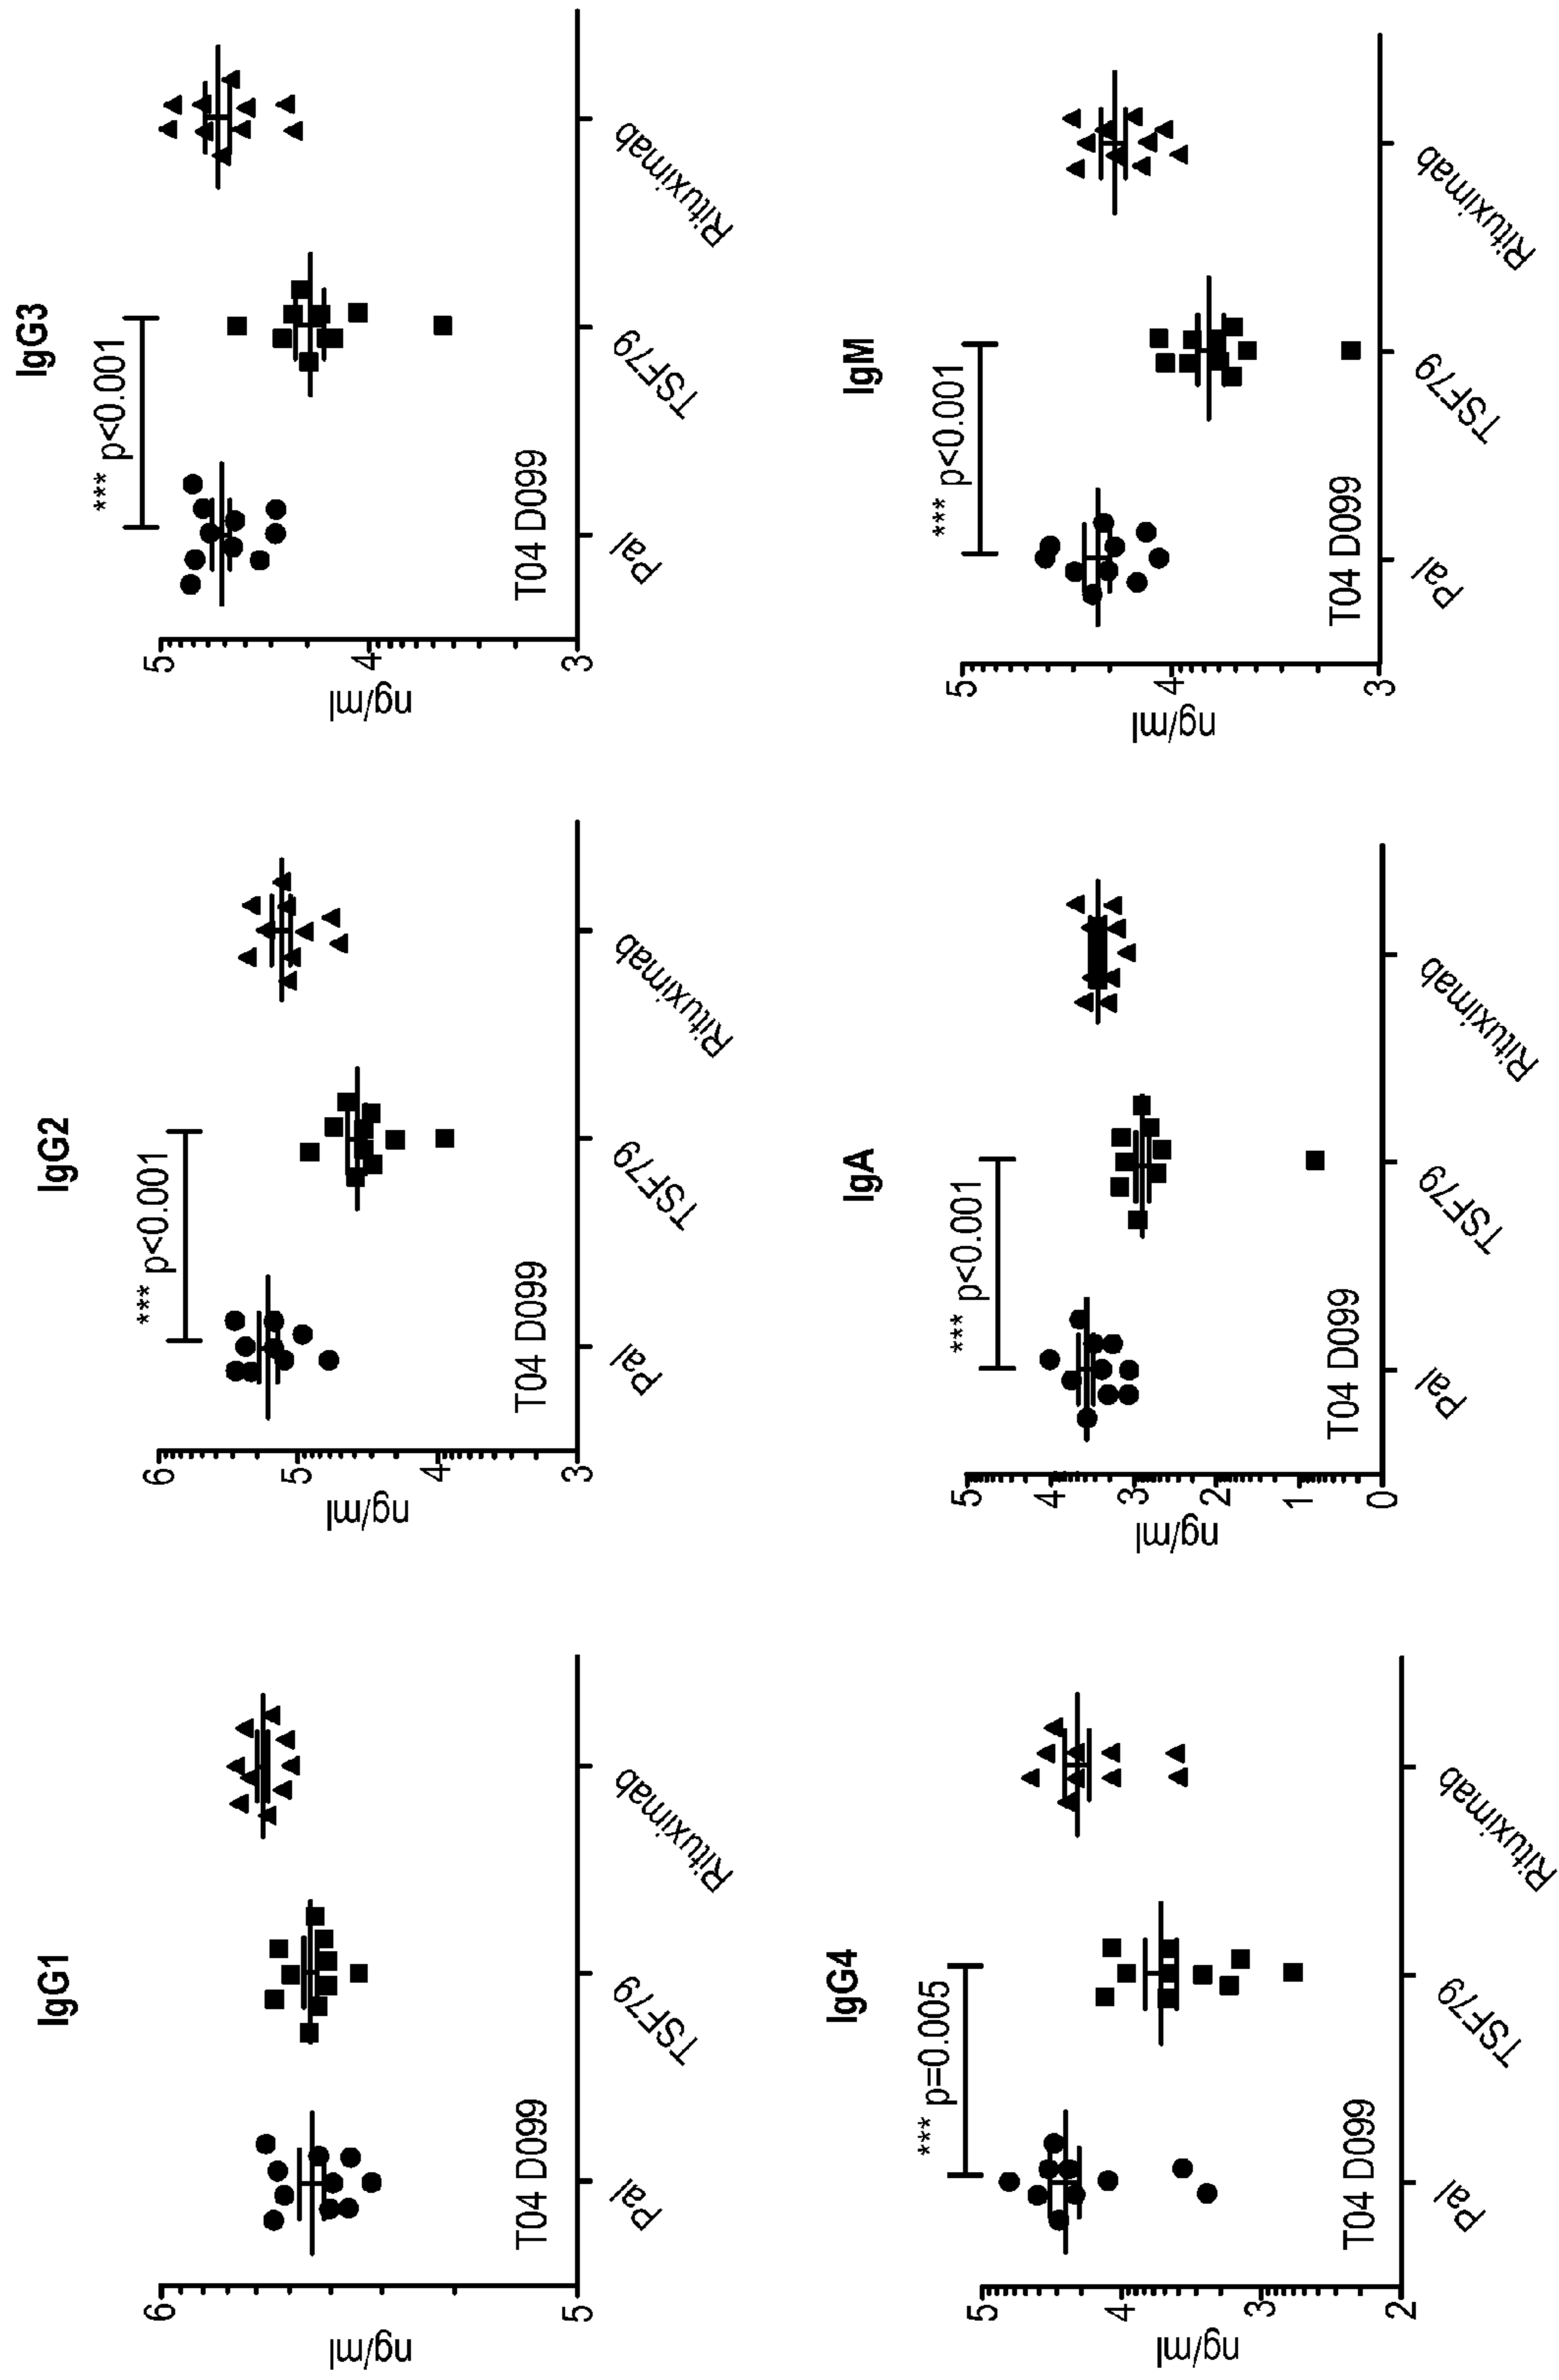 IgG1
ng/ml
6
5
T04 D099
Pal
TSF79
Rituximab
IgG2
*** p<0.001
ng/ml
6
5
4
3
T04 D099
Pal
TSF79
Rituximab
IgG3
*** p<0.001
ng/ml
5
4
3
T04 D099
Pal
TSF79
Rituximab
IgG4
*** p=0.005
ng/ml
5
4
3
2
T04 D099
Pal
TSF79
Rituximab
IgA
*** p<0.001
ng/ml
5
4
3
2
1
0
T04 D099
Pal
TSF79
Rituximab
IgM
*** p<0.001
ng/ml
5
4
3
T04 D099
Pal
TSF79
Rituximab